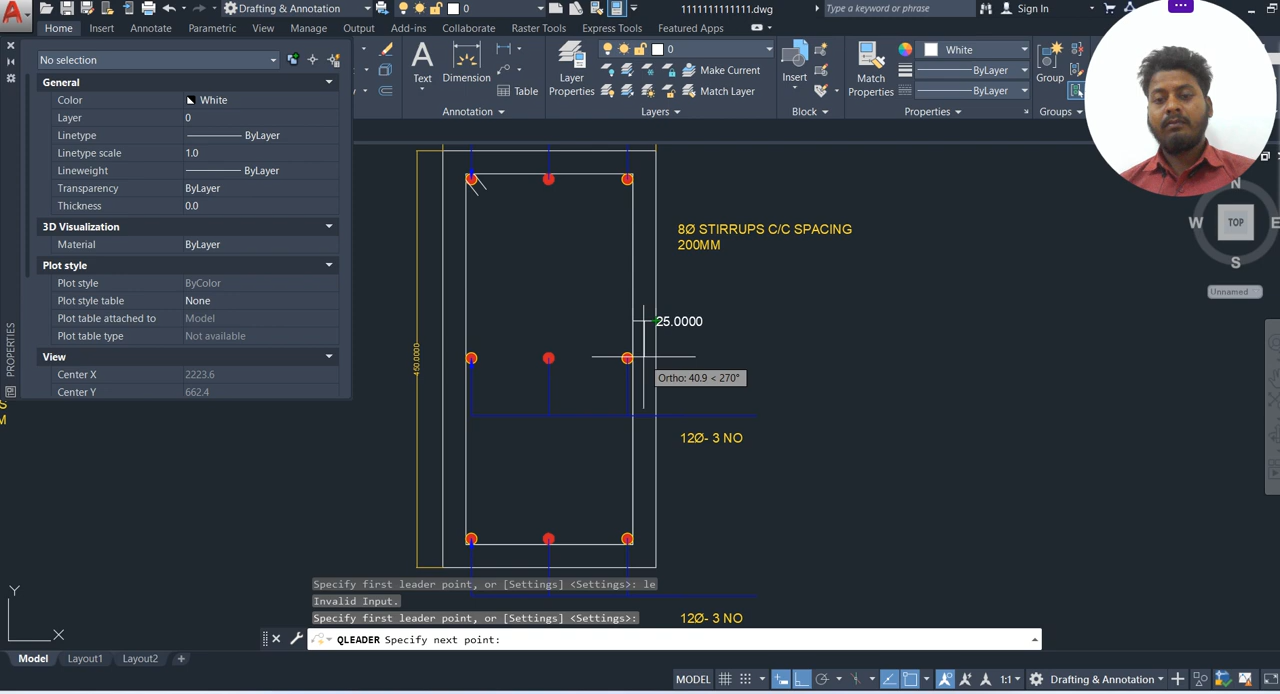 Drafting & Annotation
0
1111111111111.dwg
Type a keyword or phrase
Sign In
Home
Insert
Annotate
Parametric
View
Manage
Output
Add-ins
Collaborate
Express Tools
Raster Tools
Featured Apps
No selection
General
Color White
Layer 0
Linetype ByLayer
Linetype scale 1.0
Lineweight ByLayer
Transparency ByLayer
Thickness 0.0
3D Visualization
Material ByLayer
Plot style
Plot style ByColor
Plot style table None
Plot table attached to Model
Plot table type Not available
View
Center X 2223.6
Center Y 662.4
PROPERTIES
Text
Dimension
Table
Annotation
Layer
Properties
0
Make Current
Match Layer
Layers
Insert
Block
Match
Properties
White
ByLayer
ByLayer
Properties
Group
Groups
N
W
TOP
E
S
Unnamed
8Ø STIRRUPS C/C SPACING
200MM
25.0000
450.0000
Ortho: 40.9 < 270°
12Ø- 3 NO
12Ø- 3 NO
S
M
Y
X
Specify first leader point, or [Settings] <Settings>: le
Invalid Input.
Specify first leader point, or [Settings] <Settings>:
QLEADER Specify next point:
Model
Layout1
Layout2
MODEL
1:1
Drafting & Annotation